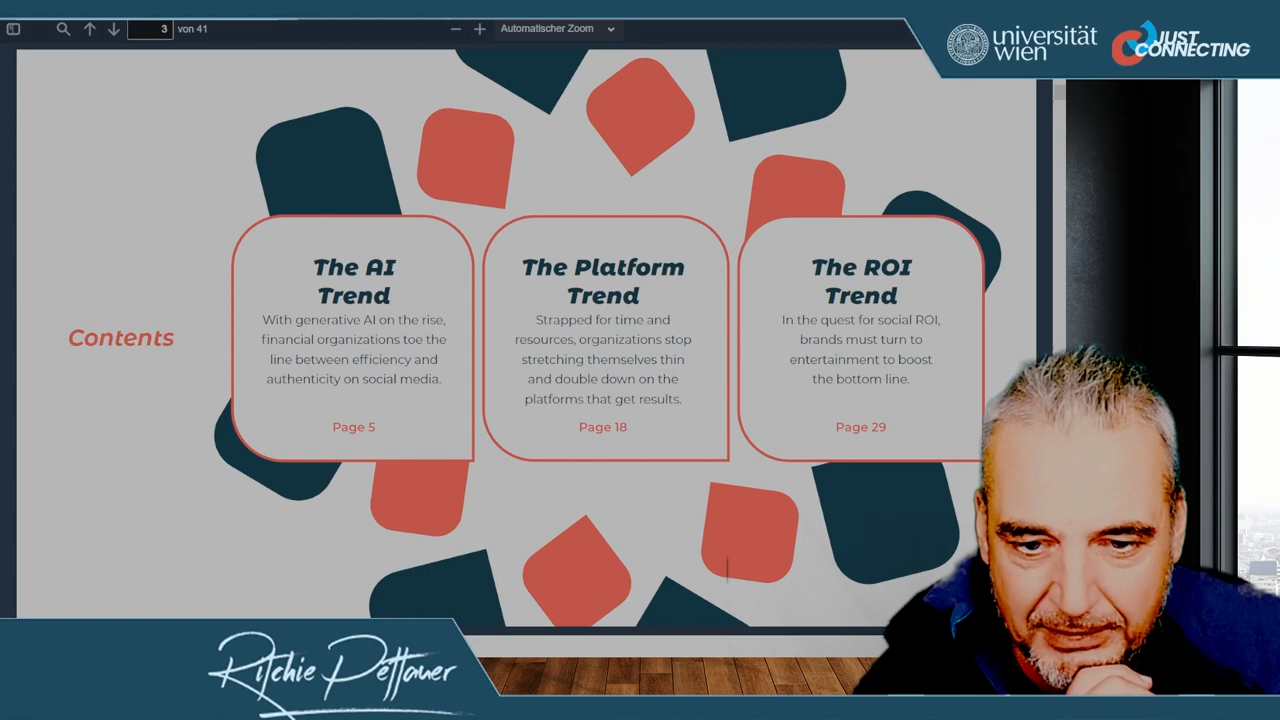 3 von 41
Automatischer Zoom
universität
wien
JUST
CONNECTING
Contents
The AI
Trend
With generative AI on the rise,
financial organizations toe the
line between efficiency and
authenticity on social media.
Page 5
The Platform
Trend
Strapped for time and
resources, organizations stop
stretching themselves thin
and double down on the
platforms that get results.
Page 18
The ROI
Trend
In the quest for social ROI,
brands must turn to
entertainment to boost
the bottom line.
Page 29
Ritchie Pettauer